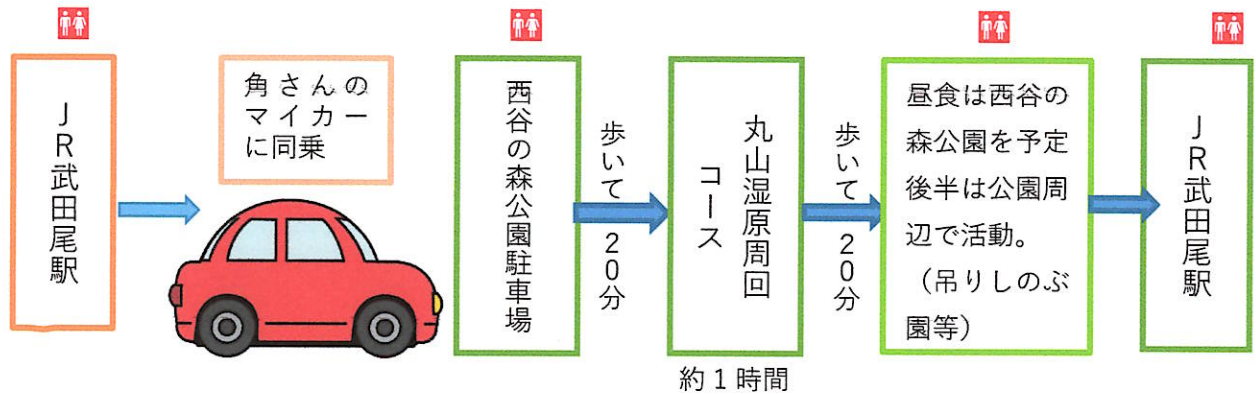 JR武田尾駅
角さんの
マイカー
に同乗
西谷の森公園駐車場
歩いて 20分
丸山湿原周回
コース
約1時間
歩いて 20分
昼食は西谷の
森公園を予定
後半は公園周
辺で活動。
（吊りしのぶ
園等）
JR武田尾駅